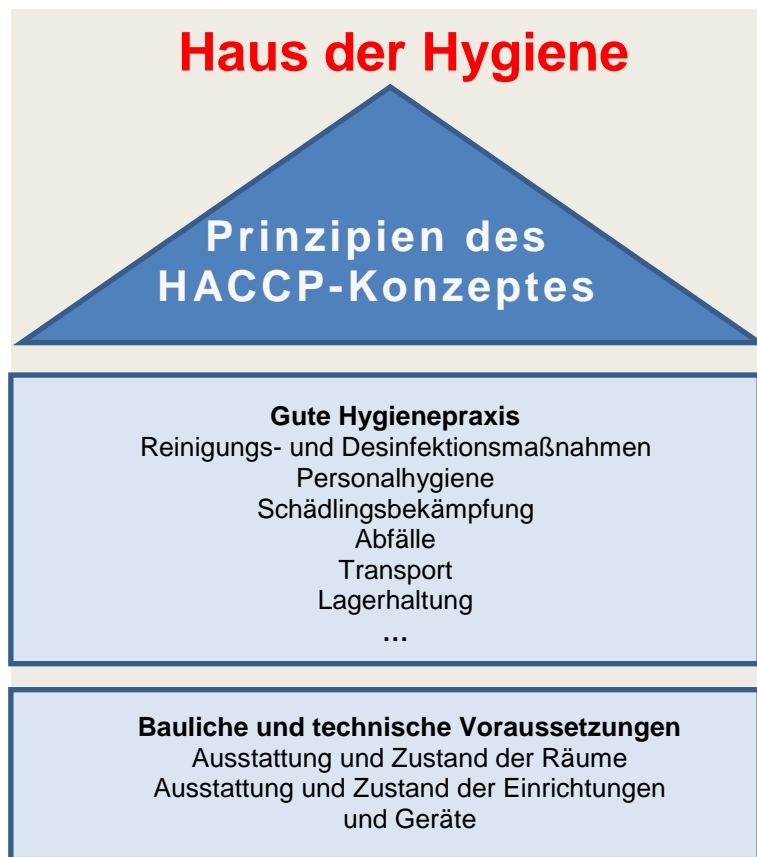 Haus der Hygiene
Prinzipien des
HACCP-Konzeptes
Gute Hygienepraxis
Reinigungs- und Desinfektionsmaßnahmen
Personalhygiene
Schädlingsbekämpfung
Abfälle
Transport
Lagerhaltung
…
Bauliche und technische Voraussetzungen
Ausstattung und Zustand der Räume
Ausstattung und Zustand der Einrichtungen
und Geräte